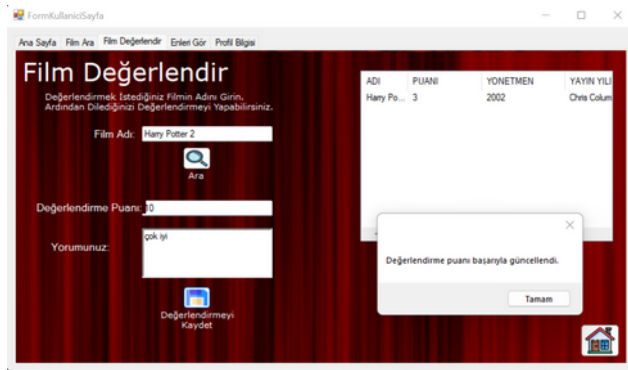 FormKullaniciSayfa
Ana Sayfa Film Ara Film Değerlendir Enleri Gör Profil Bilgisi
Film Değerlendir
Değerlendirmek İstediğiniz Filmin Adını Girin.
Ardından Dilediğinizi Değerlendirmeyi Yapabilirsiniz.
Film Adı: Harry Potter 2
Ara
Değerlendirme Puanı: 10
Yorumunuz: çok iyi
Değerlendirmeyi
Kaydet
ADI PUANI YONETMEN YAYIN YILI
Harry Po... 3 2002 Chris Colum
Değerlendirme puanı başarıyla güncellendi.
Tamam